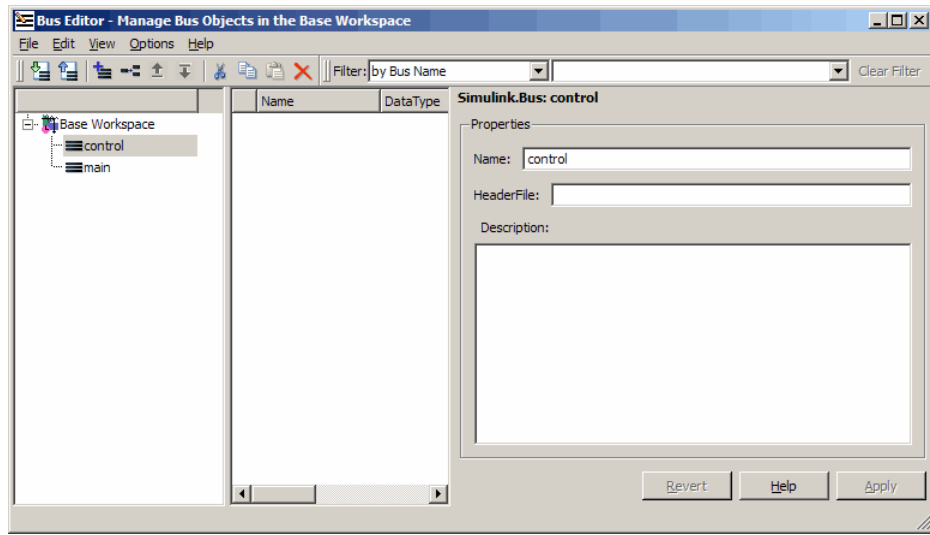 Bus Editor - Manage Bus Objects in the Base Workspace
File Edit View Options Help
Filter: by Bus Name Clear Filter
Name DataType Simulink.Bus: control
Base Workspace Properties
control
main
Name: control
HeaderFile:
Description:
Revert Help Apply